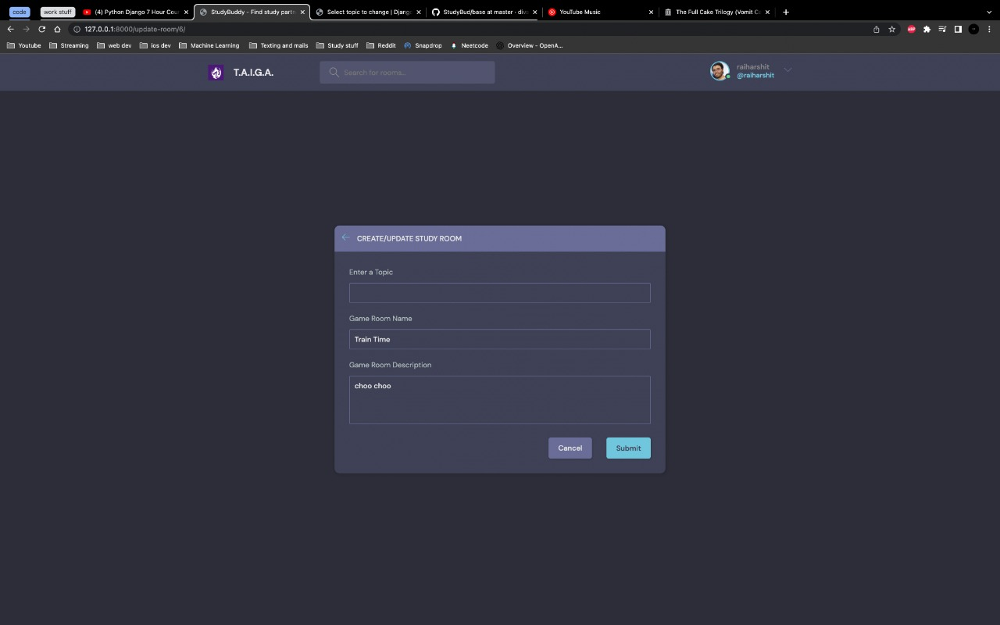 code
work stuff
(4) Python Django 7 Hour Cour
StudyBuddy - Find study partn
Select topic to change | Djang
StudyBud/base at master · diva
YouTube Music
The Full Cake Trilogy (Vomit Ca
127.0.0.1:8000/update-room/6/
ABP
Youtube
Streaming
web dev
ios dev
Machine Learning
Texting and mails
Study stuff
Reddit
Snapdrop
Neetcode
Overview - OpenA...
T.A.I.G.A.
Search for rooms...
raiharshit
@raiharshit
CREATE/UPDATE STUDY ROOM
Enter a Topic
Game Room Name
Train Time
Game Room Description
choo choo
Cancel
Submit